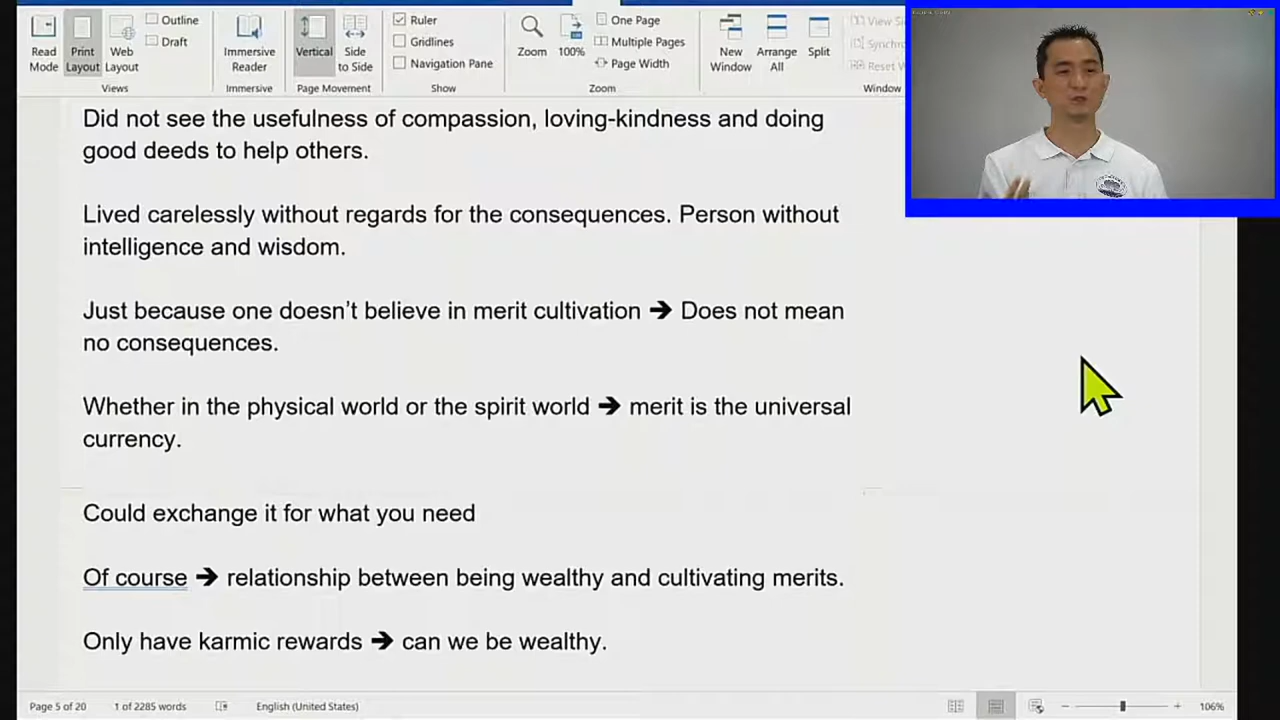 Read Mode
Print Layout
Web Layout
Outline
Draft
Views
Immersive Reader
Immersive
Vertical
Side to Side
Page Movement
Ruler
Gridlines
Navigation Pane
Show
Zoom
100%
One Page
Multiple Pages
Page Width
Zoom
New Window
Arrange All
Split
View Si
Synchr
Reset W
Window
Did not see the usefulness of compassion, loving-kindness and doing
good deeds to help others.
Lived carelessly without regards for the consequences. Person without
intelligence and wisdom.
Just because one doesn’t believe in merit cultivation ➔ Does not mean
no consequences.
Whether in the physical world or the spirit world ➔ merit is the universal
currency.
Could exchange it for what you need
Of course ➔ relationship between being wealthy and cultivating merits.
Only have karmic rewards ➔ can we be wealthy.
Page 5 of 20 1 of 2285 words English (United States) 106%